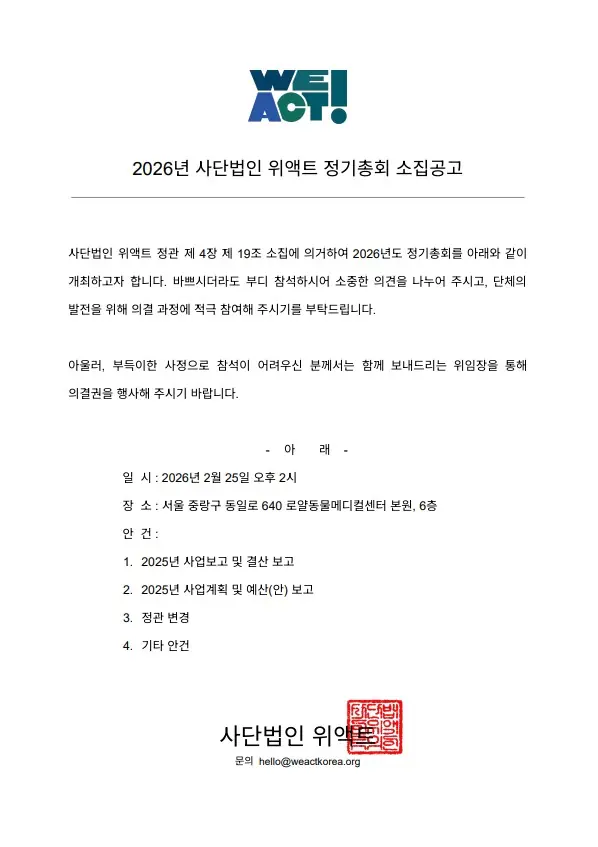 WE
ACT!
2026년 사단법인 위액트 정기총회 소집공고
사단법인 위액트 정관 제 4장 제 19조 소집에 의거하여 2026년도 정기총회를 아래와 같이
개최하고자 합니다. 바쁘시더라도 부디 참석하시어 소중한 의견을 나누어 주시고, 단체의
발전을 위해 의결 과정에 적극 참여해 주시기를 부탁드립니다.
아울러, 부득이한 사정으로 참석이 어려우신 분께서는 함께 보내드리는 위임장을 통해
의결권을 행사해 주시기 바랍니다.
- 아 래 -
일 시 : 2026년 2월 25일 오후 2시
장 소 : 서울 중랑구 동일로 640 로얄동물메디컬센터 본원, 6층
안 건 :
1. 2025년 사업보고 및 결산 보고
2. 2025년 사업계획 및 예산(안) 보고
3. 정관 변경
4. 기타 안건
사단법인 위액트
문의 hello@weactkorea.org